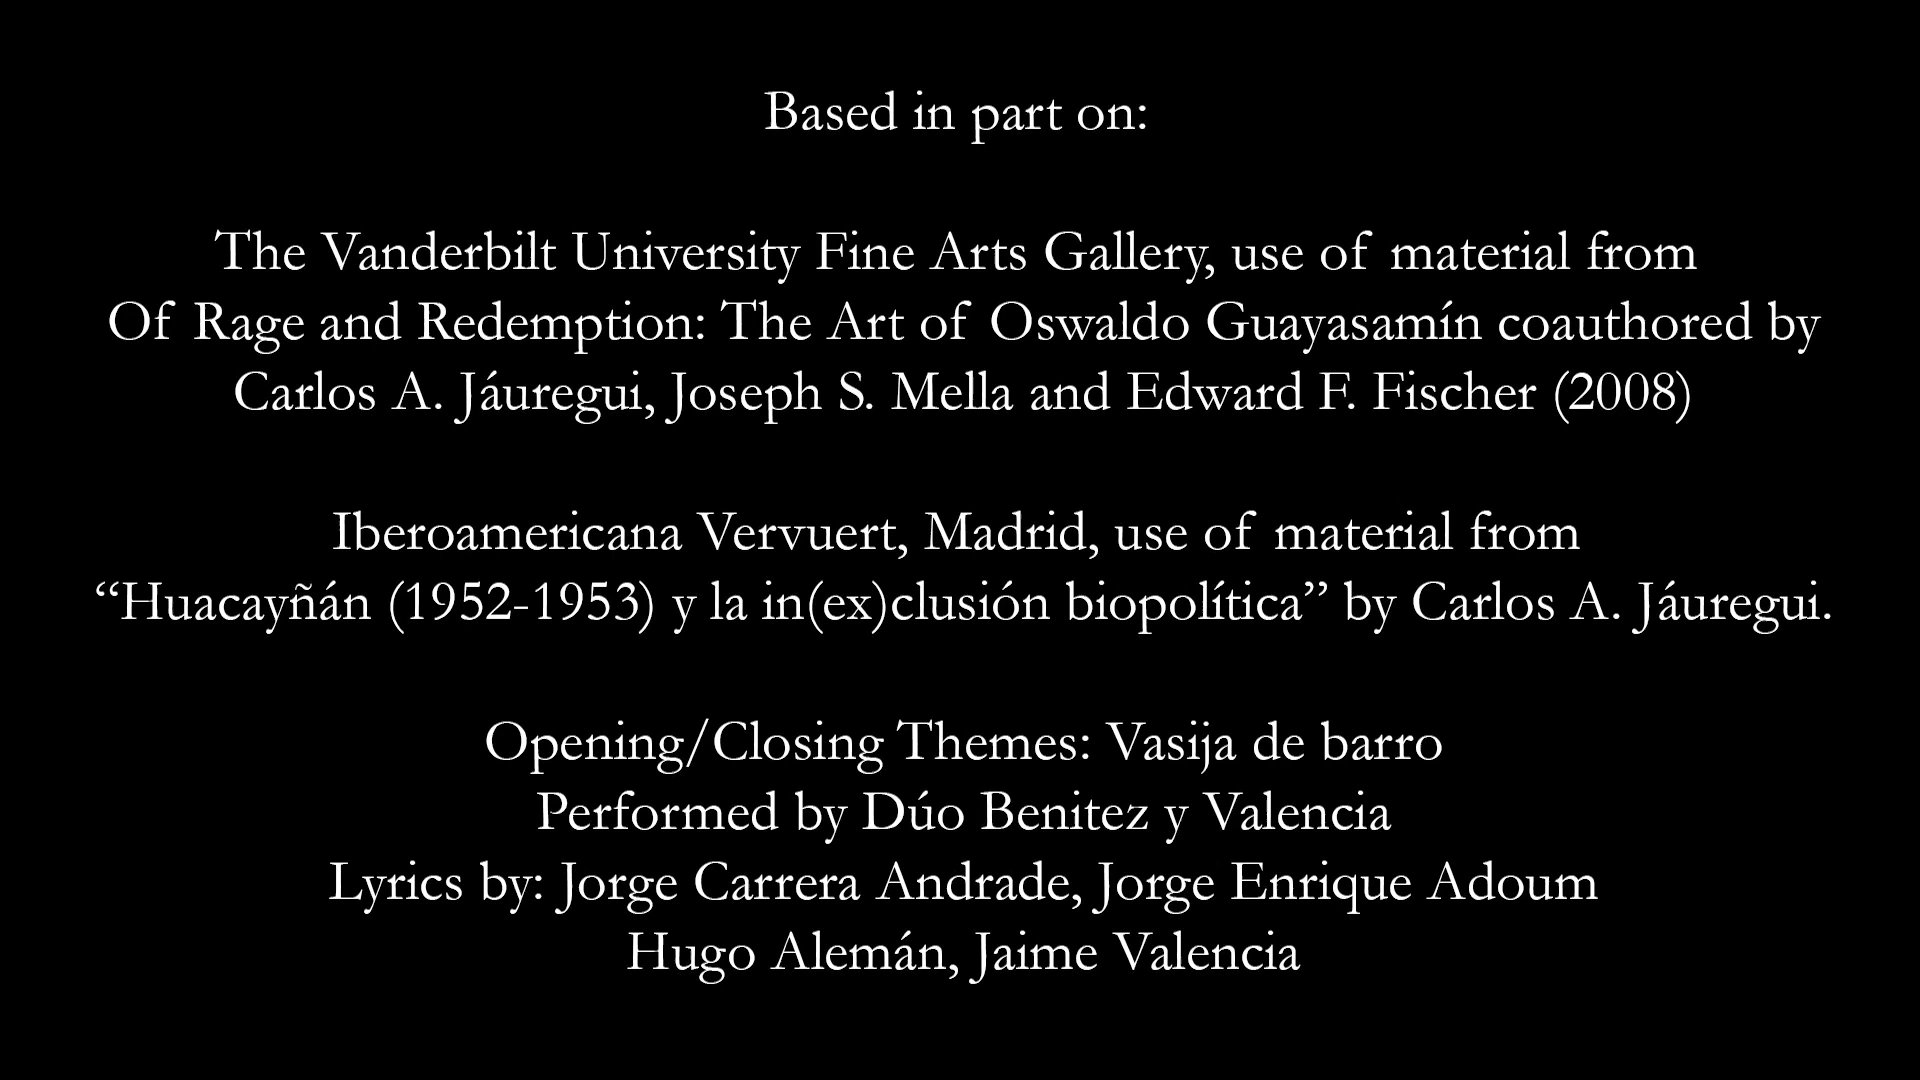 Based in part on:
The Vanderbilt University Fine Arts Gallery, use of material from
Of Rage and Redemption: The Art of Oswaldo Guayasamín coauthored by
Carlos A. Jáuregui, Joseph S. Mella and Edward F. Fischer (2008)
Iberoamericana Vervuert, Madrid, use of material from
“Huacayñán (1952-1953) y la in(ex)clusión biopolítica” by Carlos A. Jáuregui.
Opening/Closing Themes: Vasija de barro
Performed by Dúo Benitez y Valencia
Lyrics by: Jorge Carrera Andrade, Jorge Enrique Adoum
Hugo Alemán, Jaime Valencia